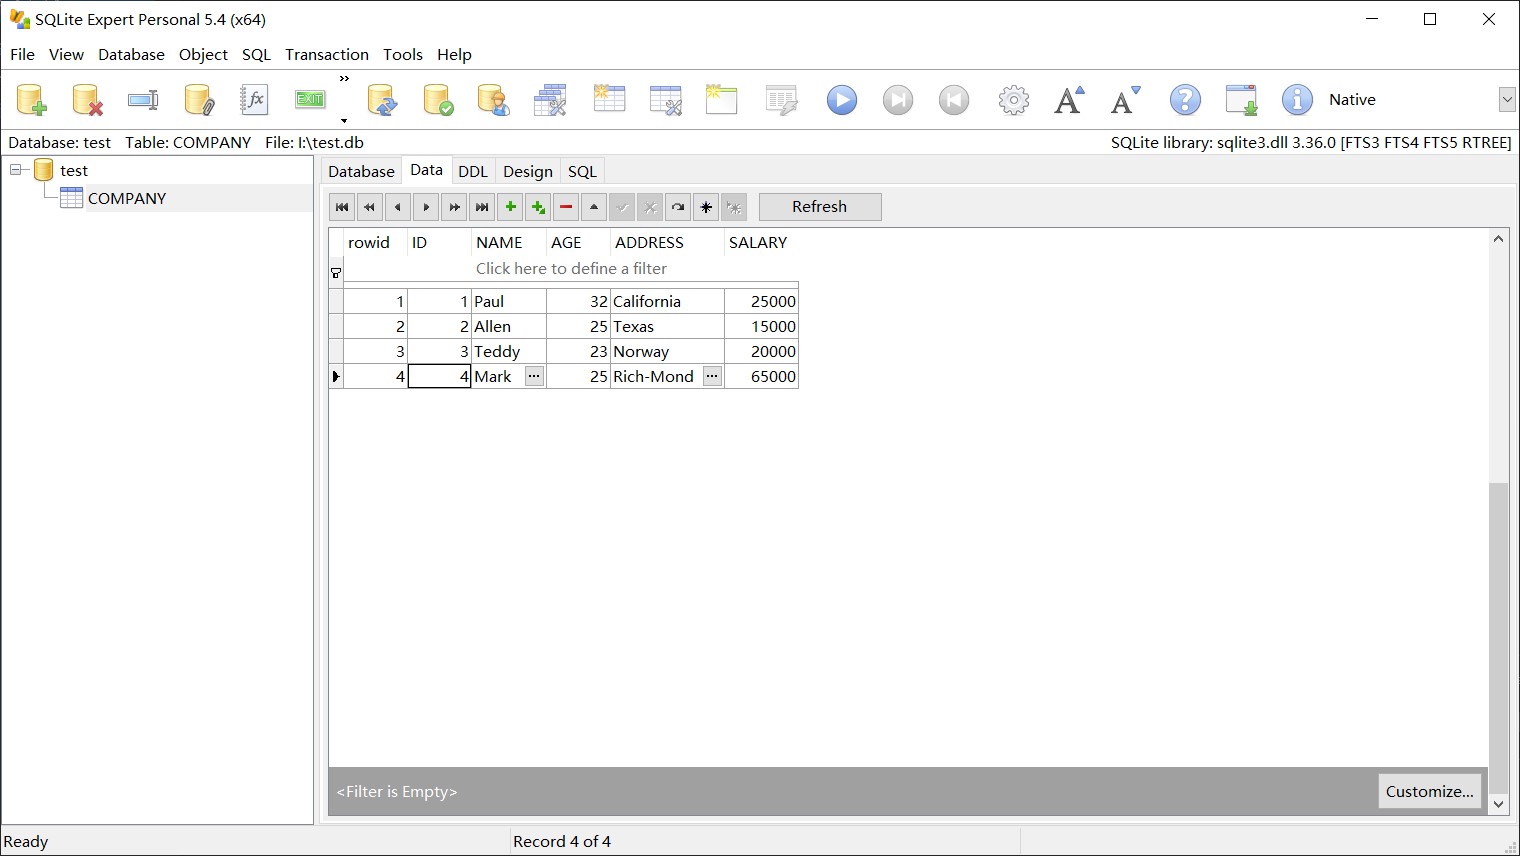 SQLite Expert Personal 5.4 (x64)
File View Database Object SQL Transaction Tools Help
EXIT Native
Database: test Table: COMPANY File: I:\test.db SQLite library: sqlite3.dll 3.36.0 [FTS3 FTS4 FTS5 RTREE]
test
COMPANY
Database Data DDL Design SQL
Refresh
rowid ID NAME AGE ADDRESS SALARY
Click here to define a filter
1 1 Paul 32 California 25000
2 2 Allen 25 Texas 15000
3 3 Teddy 23 Norway 20000
4 4 Mark ... 25 Rich-Mond ... 65000
<Filter is Empty> Customize...
Ready Record 4 of 4